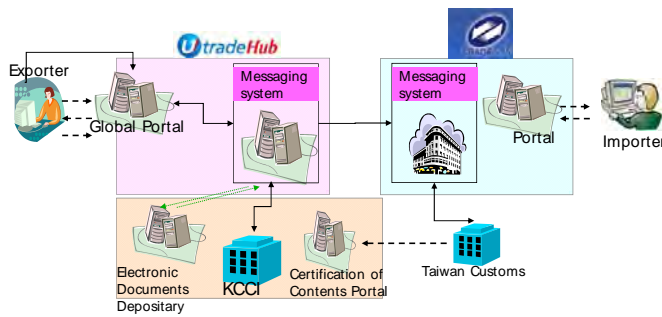 UtradeHub
Exporter
Global Portal
Messaging
system
Messaging
system
Portal
Importer
Electronic
Documents
Depositary
KCCI
Certification of
Contents Portal
Taiwan Customs